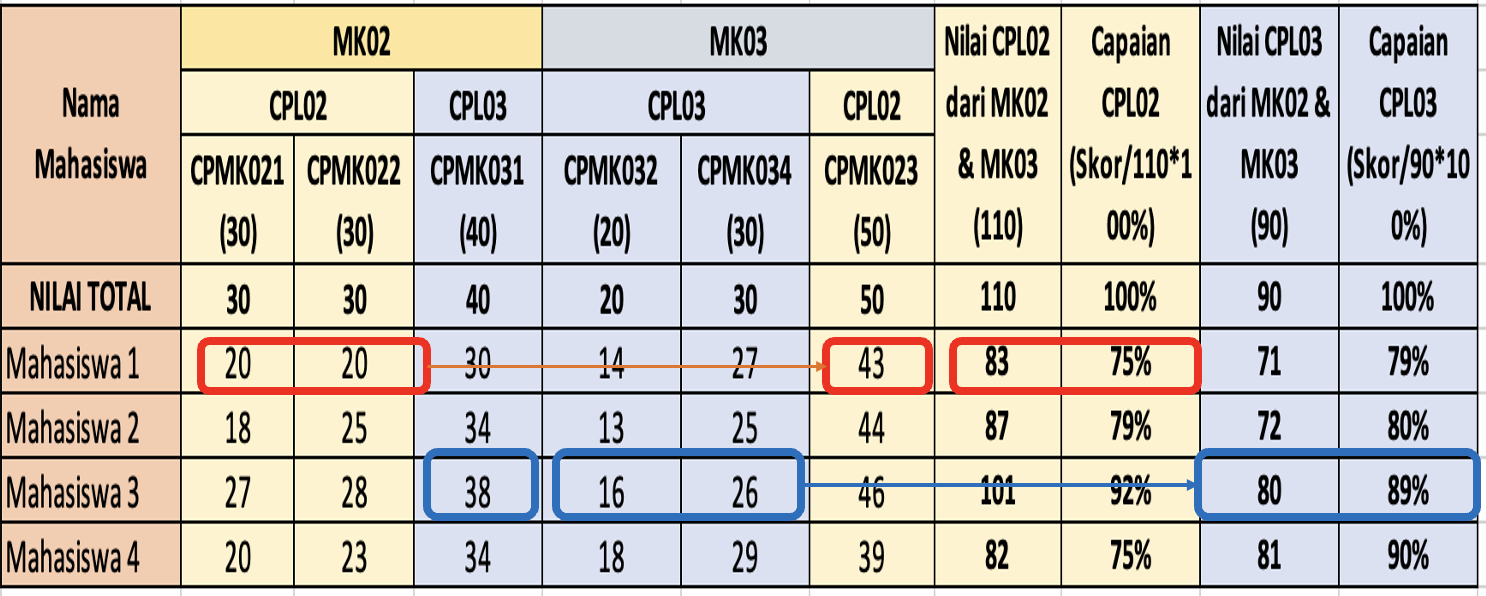 Nama Mahasiswa
MK02
MK03
Nilai CPL02 dari MK02 & MK03 (110)
Capaian CPL02 (Skor/110*100%)
Nilai CPL03 dari MK02 & MK03 (90)
Capaian CPL03 (Skor/90*100%)
CPL02 CPL03 CPL03 CPL02
CPMK021 (30) CPMK022 (30) CPMK031 (40) CPMK032 (20) CPMK034 (30) CPMK023 (50)
NILAI TOTAL 30 30 40 20 30 50 110 100% 90 100%
Mahasiswa 1 20 20 30 14 27 43 83 75% 71 79%
Mahasiswa 2 18 25 34 13 25 44 87 79% 72 80%
Mahasiswa 3 27 28 38 16 26 46 101 92% 80 89%
Mahasiswa 4 20 23 34 18 29 39 82 75% 81 90%